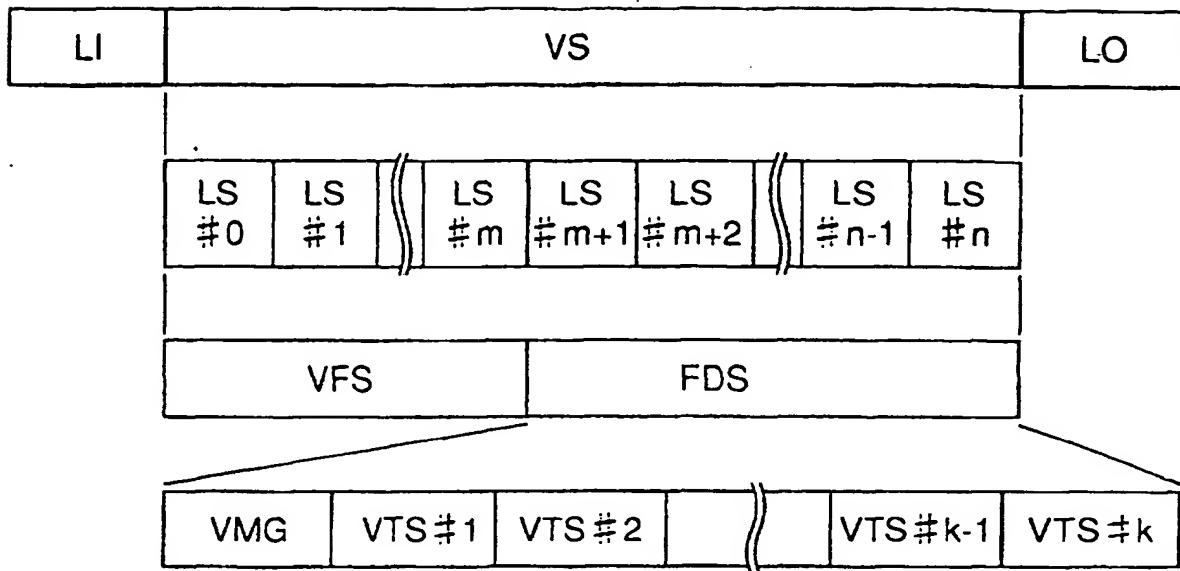 LI VS LO
LS #0 LS #1 LS #m LS #m+1 LS #m+2 LS #n-1 LS #n
VFS FDS
VMG VTS#1 VTS#2 VTS#k-1 VTS#k